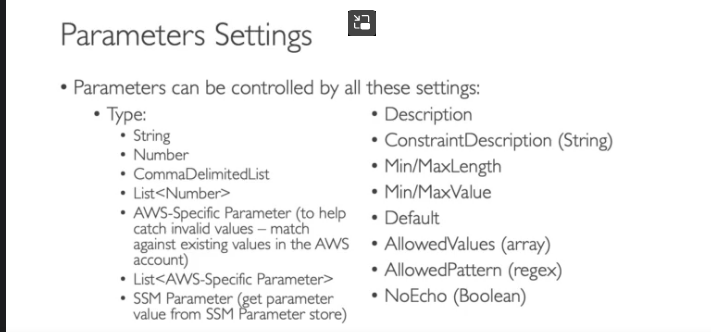 Parameters Settings
• Parameters can be controlled by all these settings:
• Type:
• String
• Number
• CommaDelimitedList
• List<Number>
• AWS-Specific Parameter (to help
catch invalid values – match
against existing values in the AWS
account)
• List<AWS-Specific Parameter>
• SSM Parameter (get parameter
value from SSM Parameter store)
• Description
• ConstraintDescription (String)
• Min/MaxLength
• Min/MaxValue
• Default
• AllowedValues (array)
• AllowedPattern (regex)
• NoEcho (Boolean)